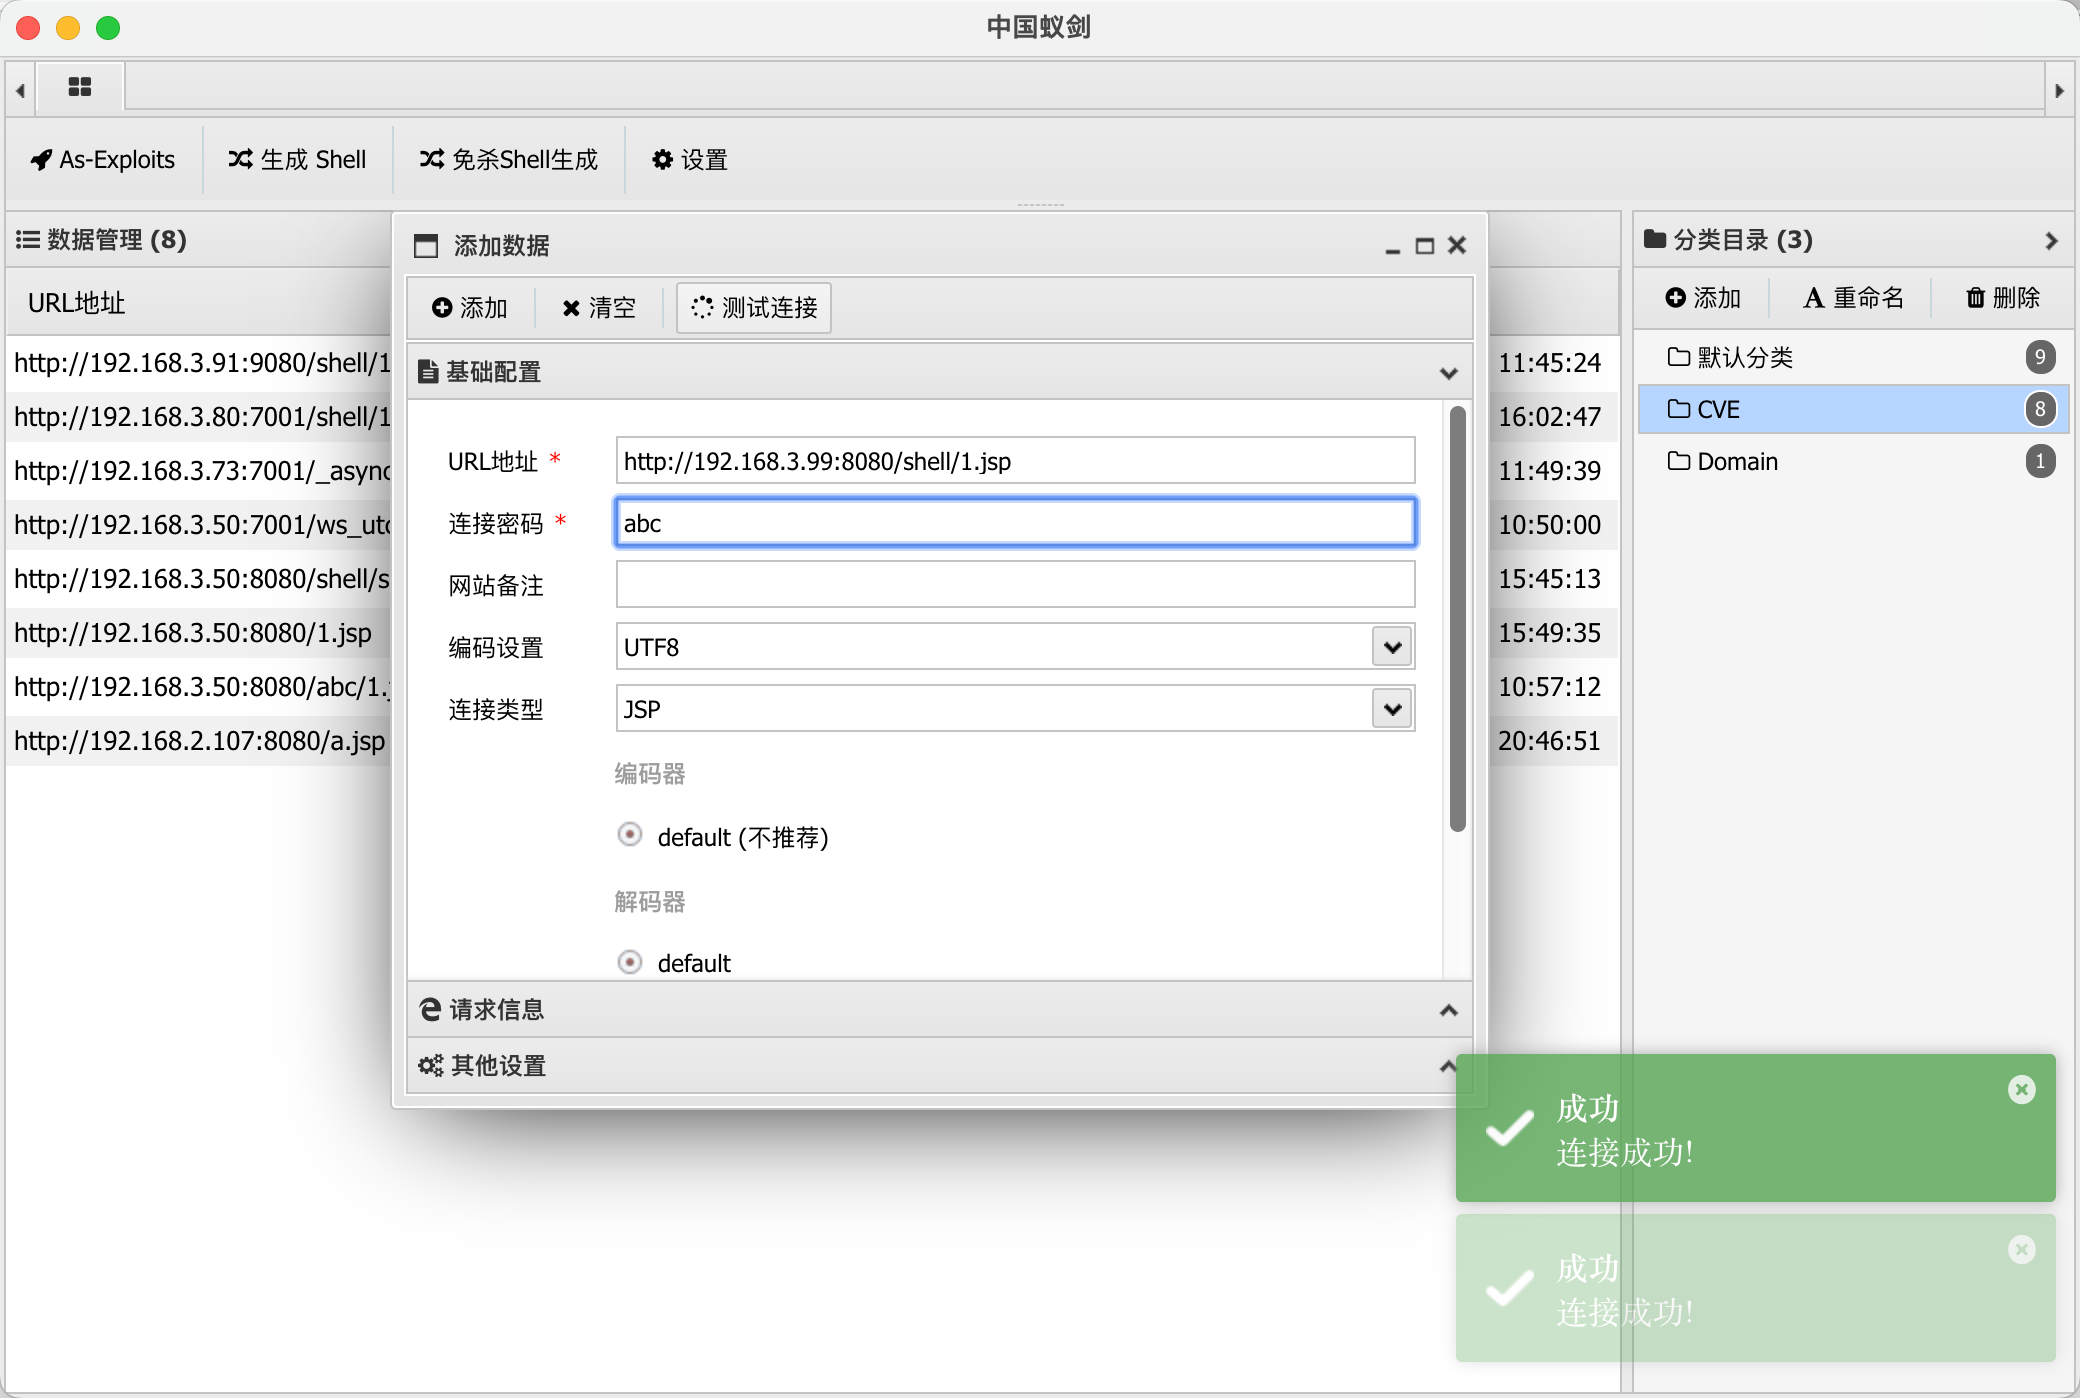 中国蚁剑
As-Exploits
生成 Shell
免杀Shell生成
设置
数据管理 (8)
URL地址
http://192.168.3.91:9080/shell/1
http://192.168.3.80:7001/shell/1
http://192.168.3.73:7001/_async
http://192.168.3.50:7001/ws_utc
http://192.168.3.50:8080/shell/s
http://192.168.3.50:8080/1.jsp
http://192.168.3.50:8080/abc/1.j
http://192.168.2.107:8080/a.jsp
添加数据
添加
清空
测试连接
基础配置
URL地址 *
http://192.168.3.99:8080/shell/1.jsp
连接密码 *
abc
网站备注
编码设置
UTF8
连接类型
JSP
编码器
default (不推荐)
解码器
default
请求信息
其他设置
11:45:24
16:02:47
11:49:39
10:50:00
15:45:13
15:49:35
10:57:12
20:46:51
分类目录 (3)
添加
重命名
删除
默认分类 9
CVE 8
Domain 1
成功
连接成功!
成功
连接成功!